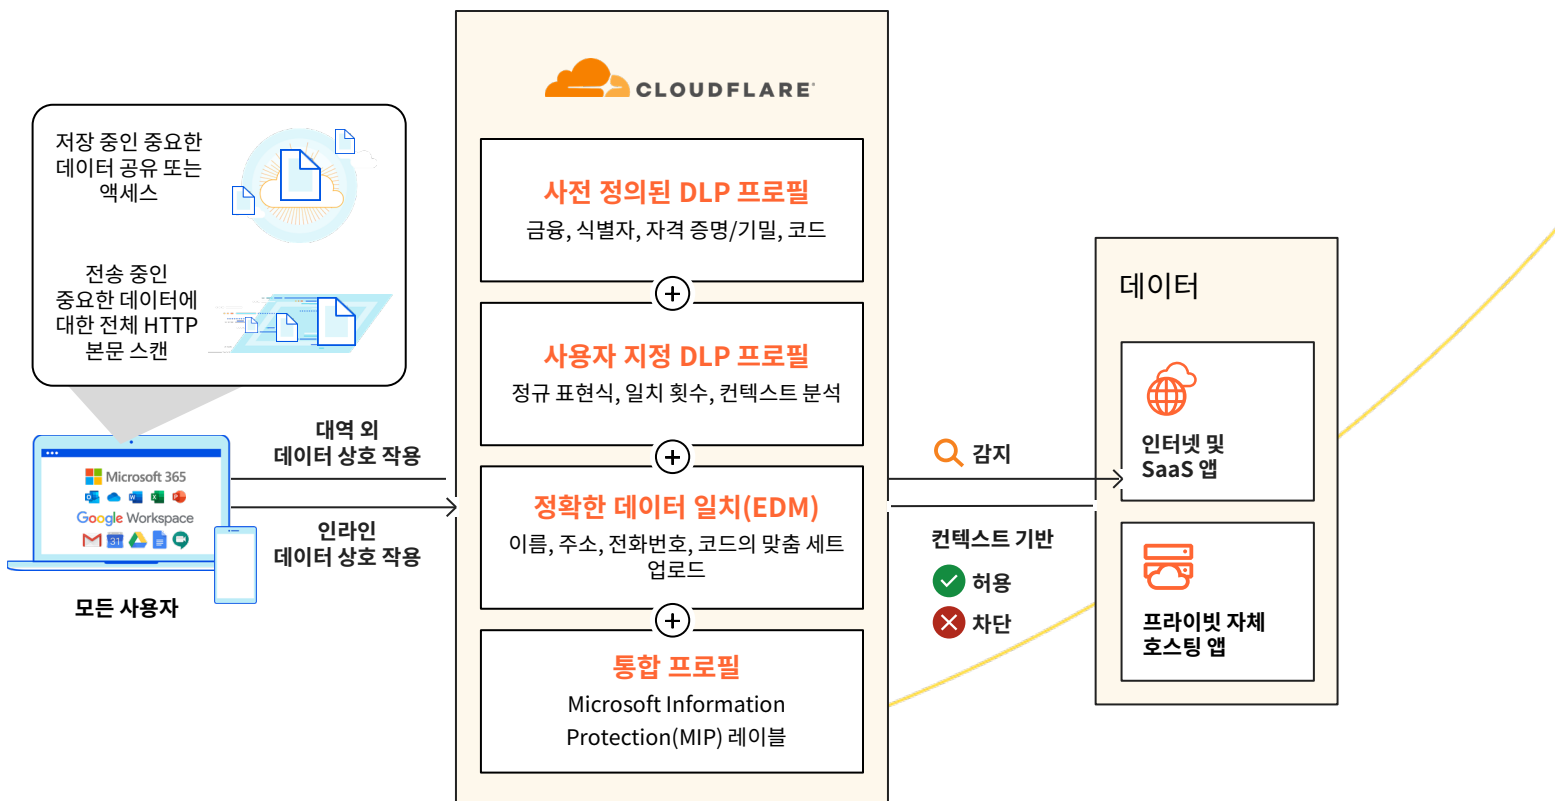 CLOUDFLARE
저장 중인 중요한
데이터 공유 또는
액세스
전송 중인
중요한 데이터에
대한 전체 HTTP
본문 스캔
Microsoft 365
Google Workspace
31
모든 사용자
대역 외
데이터 상호 작용
인라인
데이터 상호 작용
사전 정의된 DLP 프로필
금융, 식별자, 자격 증명/기밀, 코드
+
사용자 지정 DLP 프로필
정규 표현식, 일치 횟수, 컨텍스트 분석
+
정확한 데이터 일치(EDM)
이름, 주소, 전화번호, 코드의 맞춤 세트
업로드
+
통합 프로필
Microsoft Information
Protection(MIP) 레이블
감지
컨텍스트 기반
허용
차단
데이터
인터넷 및
SaaS 앱
프라이빗 자체
호스팅 앱